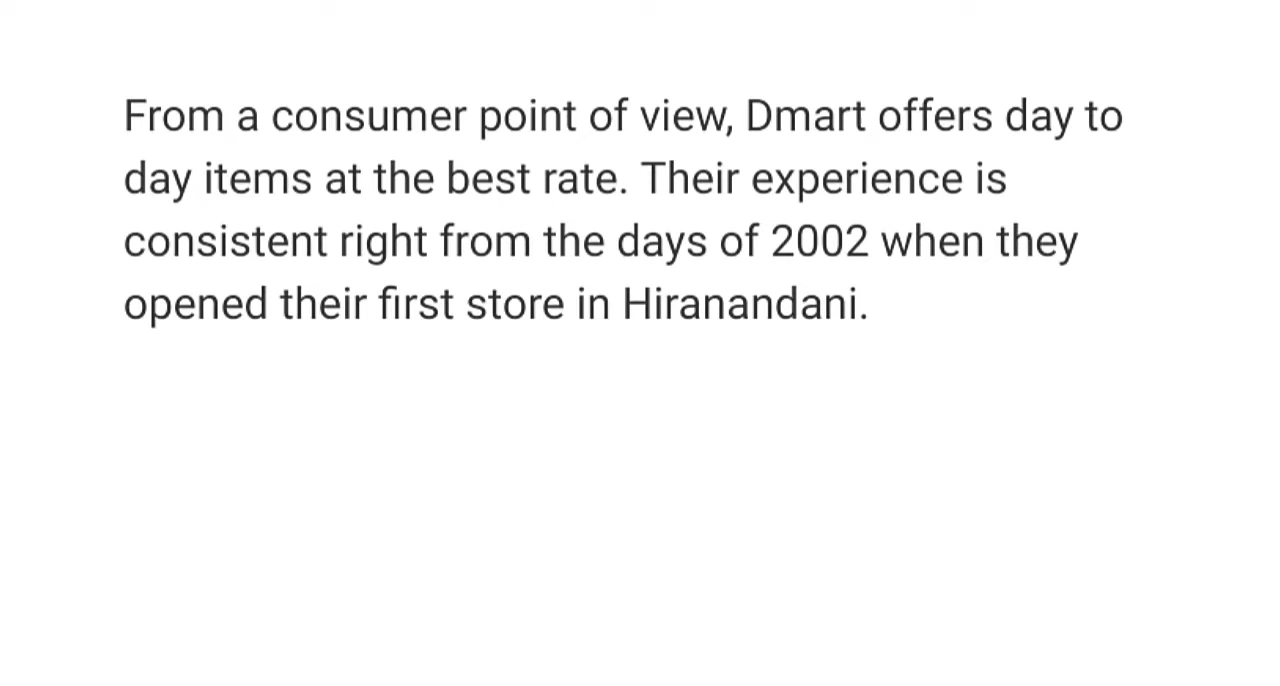 From a consumer point of view, Dmart offers day to
day items at the best rate. Their experience is
consistent right from the days of 2002 when they
opened their first store in Hiranandani.